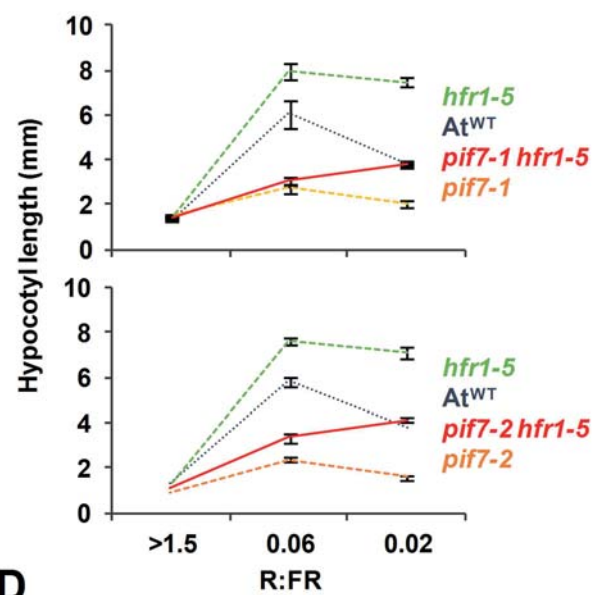 10
8
6
4
2
0
hfr1-5
AtWT
pif7-1 hfr1-5
pif7-1
Hypocotyl length (mm)
10
8
6
4
2
0
hfr1-5
AtWT
pif7-2 hfr1-5
pif7-2
>1.5 0.06 0.02
R:FR
D